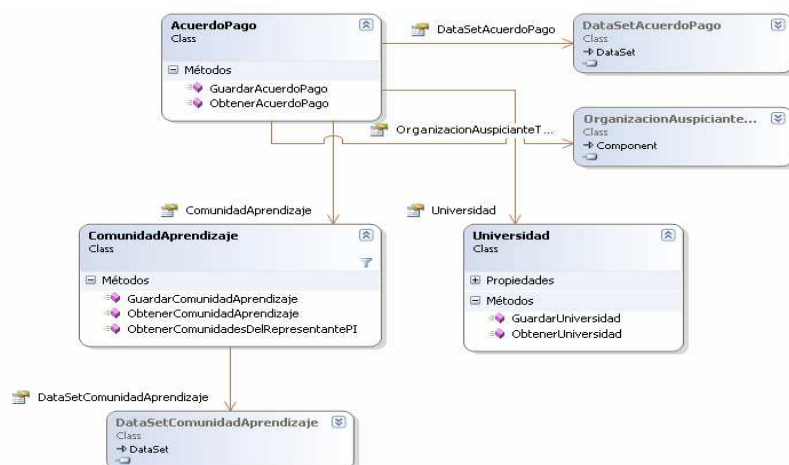 AcuerdoPago
Class
Métodos
GuardarAcuerdoPago
ObtenerAcuerdoPago
DataSetAcuerdoPago
DataSetAcuerdoPago
Class
DataSet
OrganizacionAuspicianteT...
OrganizacionAuspiciante...
Class
Component
ComunidadAprendizaje
Universidad
ComunidadAprendizaje
Class
Métodos
GuardarComunidadAprendizaje
ObtenerComunidadAprendizaje
ObtenerComunidadesDelRepresentantePI
Universidad
Class
Propiedades
Métodos
GuardarUniversidad
ObtenerUniversidad
DataSetComunidadAprendizaje
DataSetComunidadAprendizaje
Class
DataSet